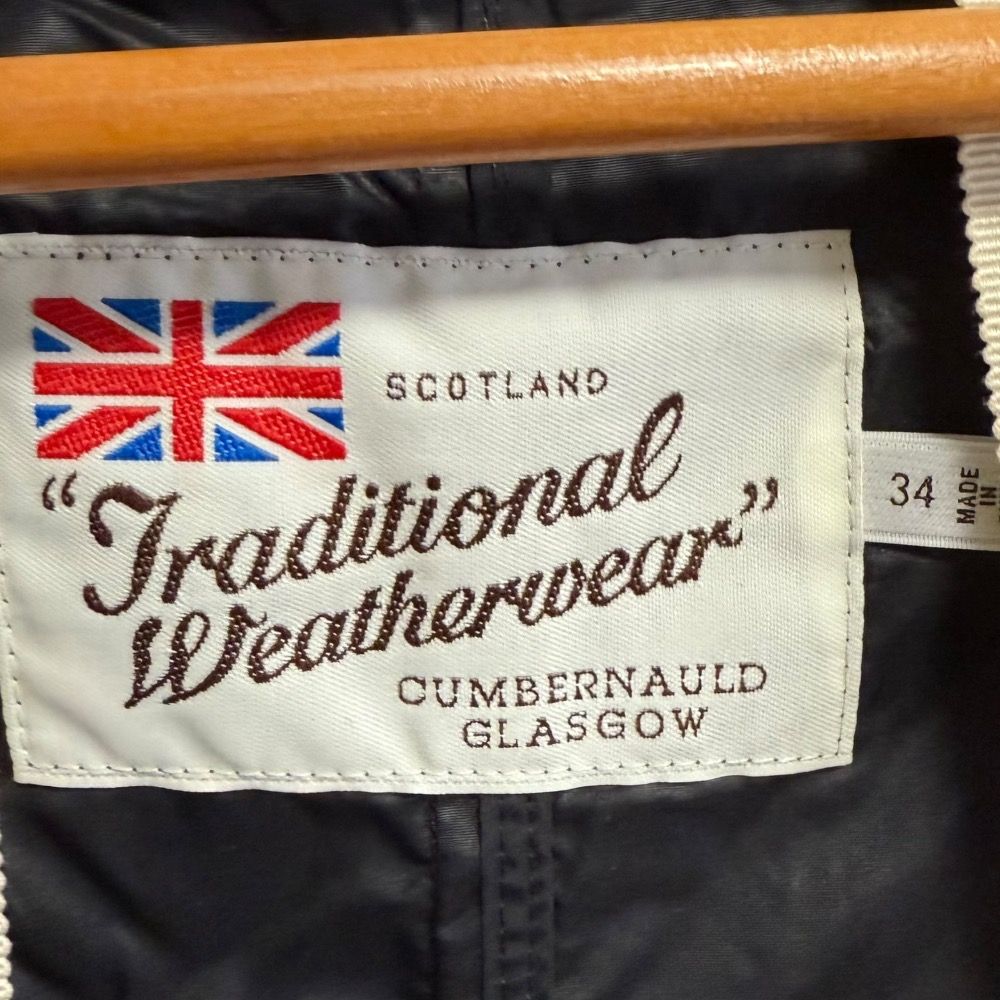 SCOTLAND
“Traditional
Weatherwear”
CUMBERNAULD
GLASGOW
34
MADE
IN